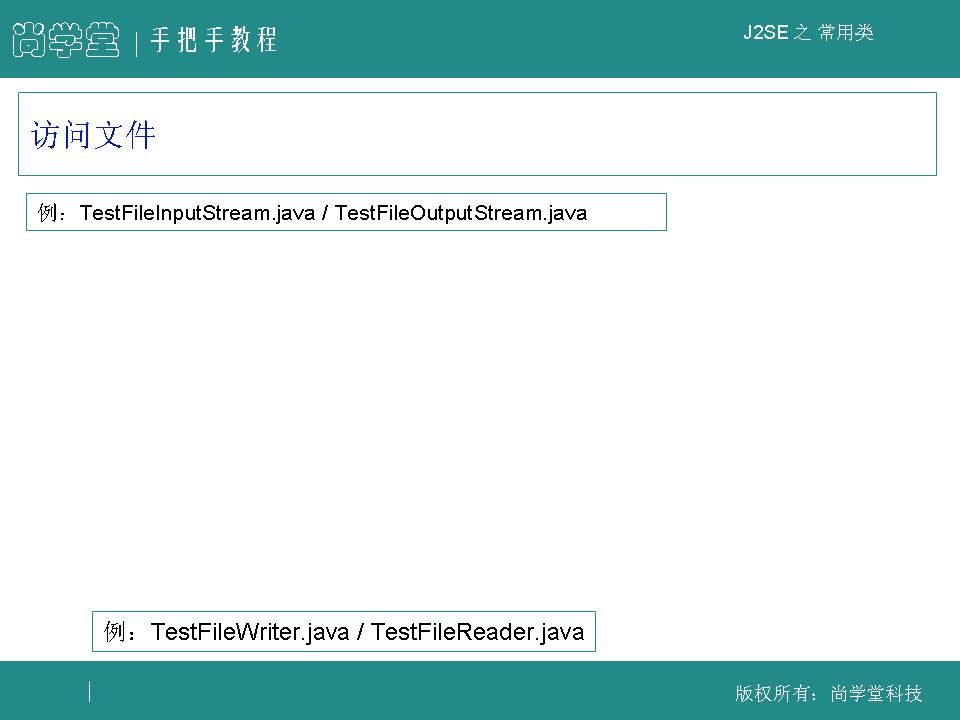 尚学堂 | 手把手教程
J2SE 之 常用类
访问文件
例：TestFileInputStream.java / TestFileOutputStream.java
例：TestFileWriter.java / TestFileReader.java
版权所有：尚学堂科技